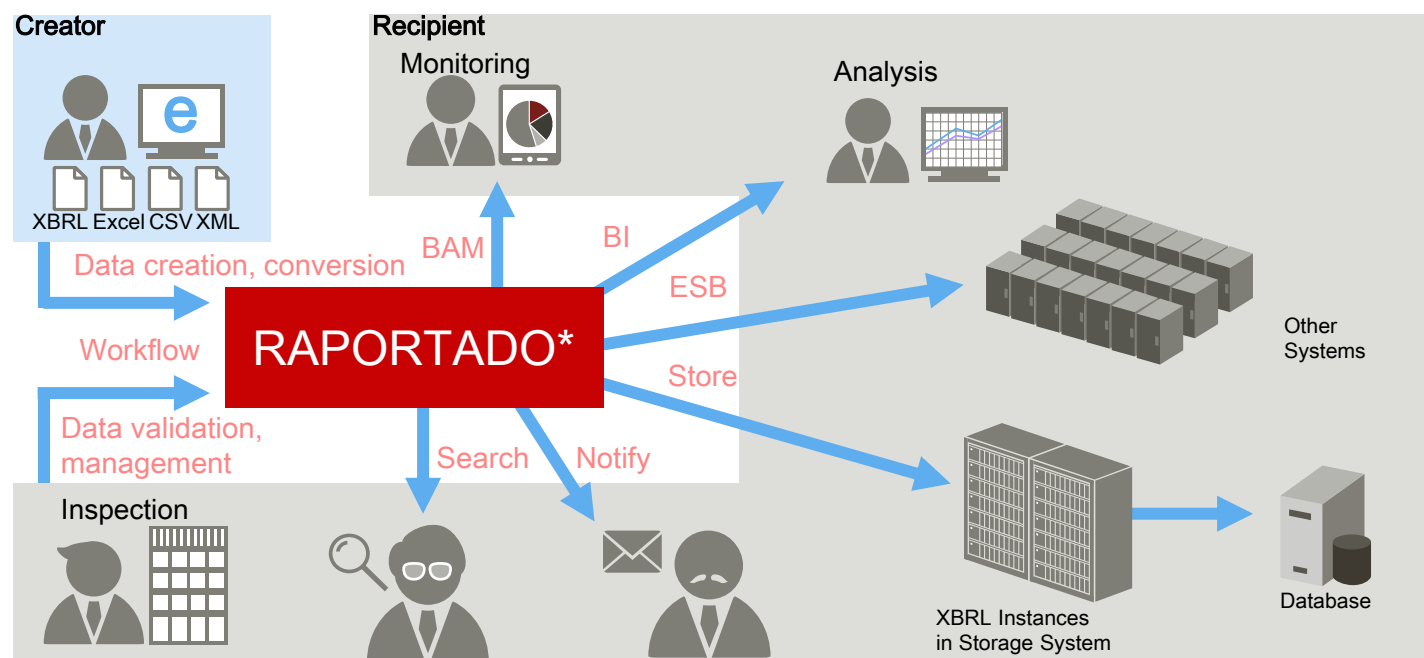 Creator
Recipient
Monitoring
Analysis
e
XBRL Excel CSV XML
Data creation, conversion
BAM
BI
ESB
RAPORTADO*
Workflow
Store
Other
Systems
Data validation,
management
Search
Notify
Inspection
XBRL Instances
in Storage System
Database